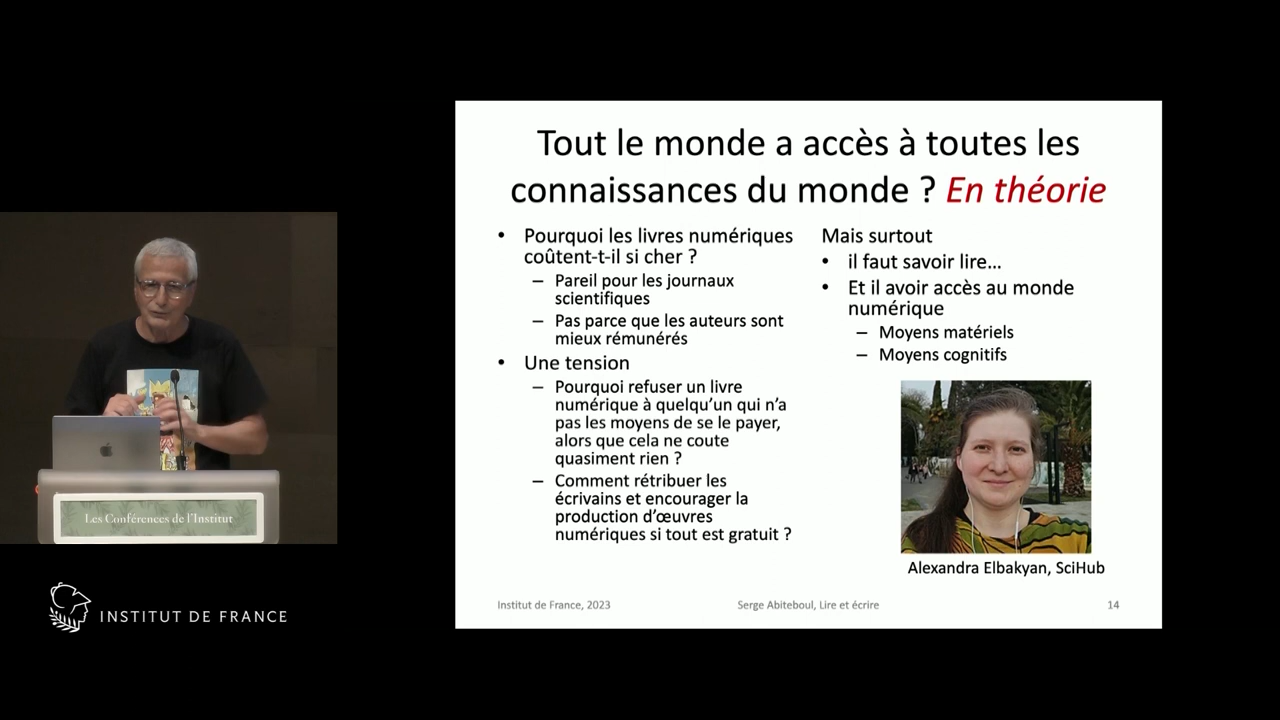 Tout le monde a accès à toutes les
connaissances du monde ? En théorie
• Pourquoi les livres numériques
coûtent-t-il si cher ?
– Pareil pour les journaux
scientifiques
– Pas parce que les auteurs sont
mieux rémunérés
• Une tension
– Pourquoi refuser un livre
numérique à quelqu'un qui n'a
pas les moyens de se le payer,
alors que cela ne coute
quasiment rien ?
– Comment rétribuer les
écrivains et encourager la
production d'œuvres
numériques si tout est gratuit ?
Mais surtout
• il faut savoir lire...
• Et il avoir accès au monde
numérique
– Moyens matériels
– Moyens cognitifs
Alexandra Elbakyan, SciHub
Institut de France, 2023
Serge Abiteboul, Lire et écrire
14
Les Conférences de l'Institut
INSTITUT DE FRANCE